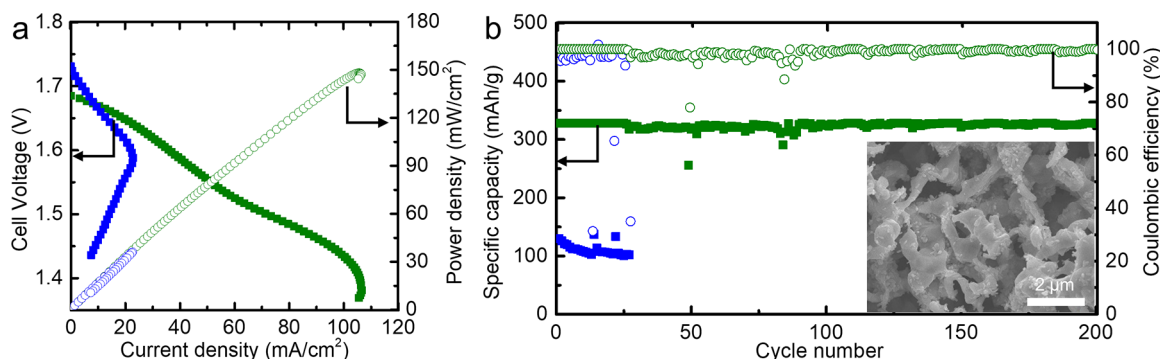 a
1.8
1.7
1.6
1.5
1.4
Cell Voltage (V)
0 20 40 60 80 100 120
Current density (mA/cm²)
180
150
120
90
60
30
0
Power density (mW/cm²)
b
500
400
300
200
100
0
Specific capacity (mAh/g)
0 50 100 150 200
Cycle number
100
80
60
40
20
0
Coulombic efficiency (%)
2 μm